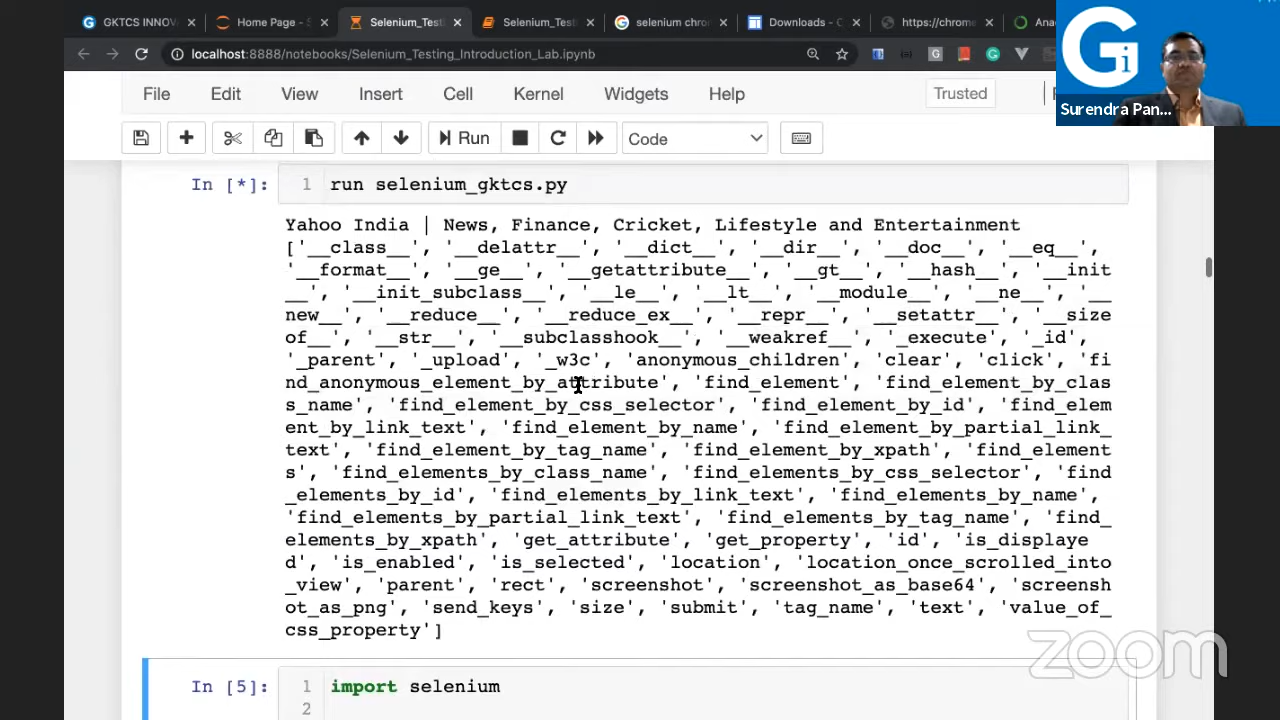 GKTCS INNOV
Home Page - S
Selenium_Test
Selenium_Test
selenium chro
Downloads - C
https://chrome
Ana
localhost:8888/notebooks/Selenium_Testing_Introduction_Lab.ipynb
Gi
Surendra Pan...
File Edit View Insert Cell Kernel Widgets Help Trusted
Run Code
In [*]: 1 run selenium_gktcs.py
Yahoo India | News, Finance, Cricket, Lifestyle and Entertainment
['__class__', '__delattr__', '__dict__', '__dir__', '__doc__', '__eq__',
'__format__', '__ge__', '__getattribute__', '__gt__', '__hash__', '__init
__', '__init_subclass__', '__le__', '__lt__', '__module__', '__ne__', '__
new__', '__reduce__', '__reduce_ex__', '__repr__', '__setattr__', '__size
of__', '__str__', '__subclasshook__', '__weakref__', '_execute', '_id',
'_parent', '_upload', '_w3c', 'anonymous_children', 'clear', 'click', 'fi
nd_anonymous_element_by_attribute', 'find_element', 'find_element_by_clas
s_name', 'find_element_by_css_selector', 'find_element_by_id', 'find_elem
ent_by_link_text', 'find_element_by_name', 'find_element_by_partial_link_
text', 'find_element_by_tag_name', 'find_element_by_xpath', 'find_element
s', 'find_elements_by_class_name', 'find_elements_by_css_selector', 'find
_elements_by_id', 'find_elements_by_link_text', 'find_elements_by_name',
'find_elements_by_partial_link_text', 'find_elements_by_tag_name', 'find_
elements_by_xpath', 'get_attribute', 'get_property', 'id', 'is_displaye
d', 'is_enabled', 'is_selected', 'location', 'location_once_scrolled_into
_view', 'parent', 'rect', 'screenshot', 'screenshot_as_base64', 'screensh
ot_as_png', 'send_keys', 'size', 'submit', 'tag_name', 'text', 'value_of_
css_property']
zoom
In [5]: 1 import selenium
2